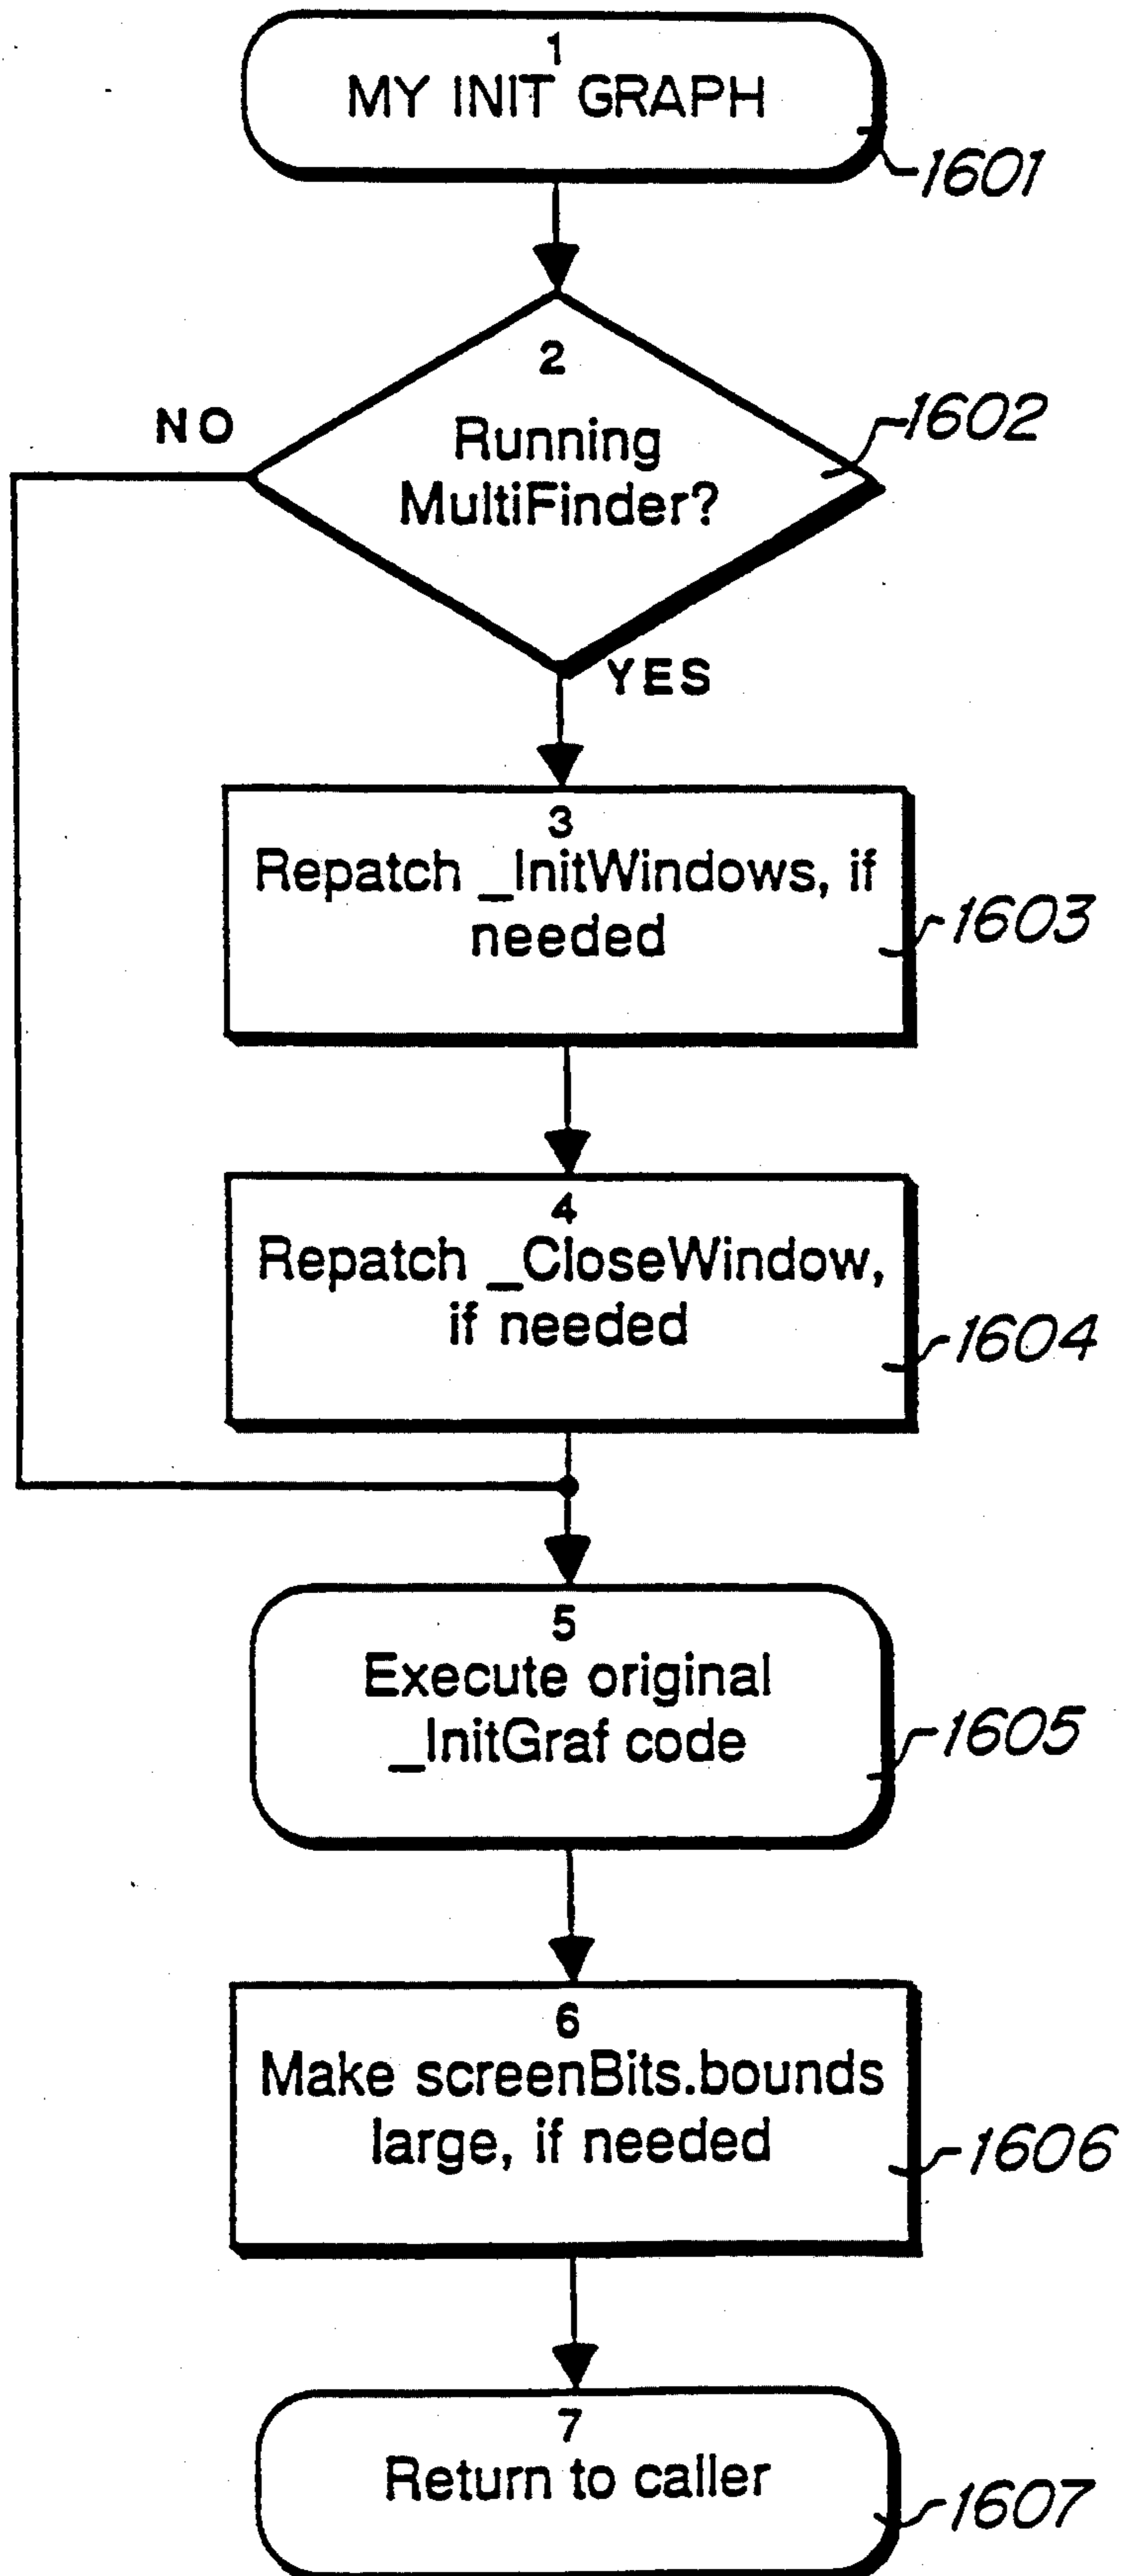 1
MY INIT GRAPH
1601
2
Running
MultiFinder?
1602
NO
YES
3
Repatch _InitWindows, if
needed
1603
4
Repatch _CloseWindow,
if needed
1604
5
Execute original
_InitGraf code
1605
6
Make screenBits.bounds
large, if needed
1606
7
Return to caller
1607